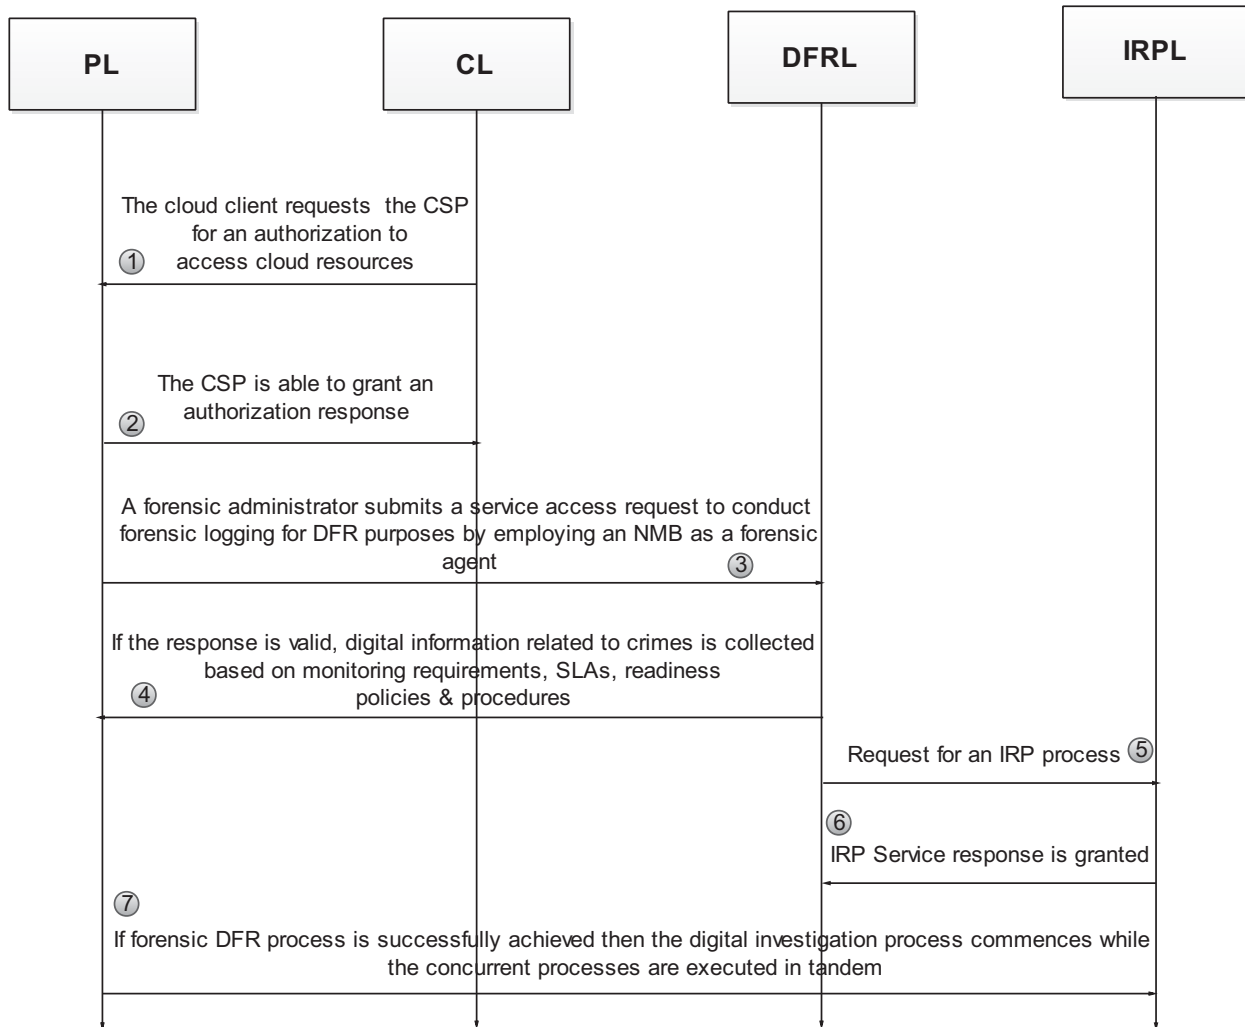 PL
CL
DFRL
IRPL
The cloud client requests the CSP
for an authorization to
access cloud resources
1
The CSP is able to grant an
authorization response
2
A forensic administrator submits a service access request to conduct
forensic logging for DFR purposes by employing an NMB as a forensic
agent
3
If the response is valid, digital information related to crimes is collected
based on monitoring requirements, SLAs, readiness
policies & procedures
4
Request for an IRP process
5
6
IRP Service response is granted
7
If forensic DFR process is successfully achieved then the digital investigation process commences while
the concurrent processes are executed in tandem